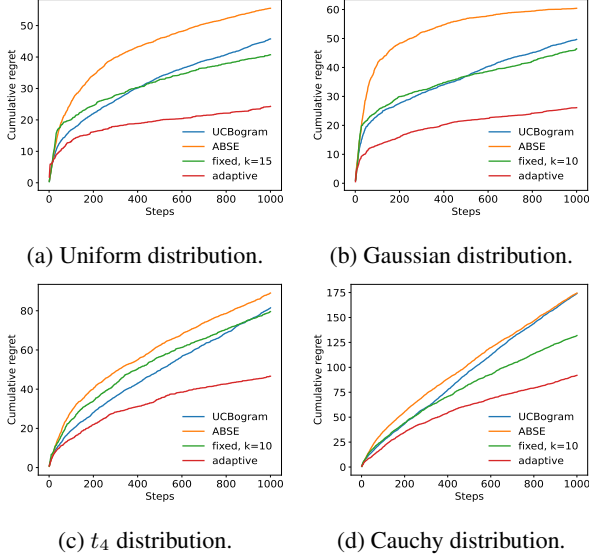 50
40
30
20
10
0
Cumulative regret
0 200 400 600 800 1000
Steps
UCBogram
ABSE
fixed, k=15
adaptive
(a) Uniform distribution.
60
50
40
30
20
10
0
Cumulative regret
0 200 400 600 800 1000
Steps
UCBogram
ABSE
fixed, k=10
adaptive
(b) Gaussian distribution.
80
60
40
20
0
Cumulative regret
0 200 400 600 800 1000
Steps
UCBogram
ABSE
fixed, k=10
adaptive
(c) t₄ distribution.
175
150
125
100
75
50
25
0
Cumulative regret
0 200 400 600 800 1000
Steps
UCBogram
ABSE
fixed, k=10
adaptive
(d) Cauchy distribution.